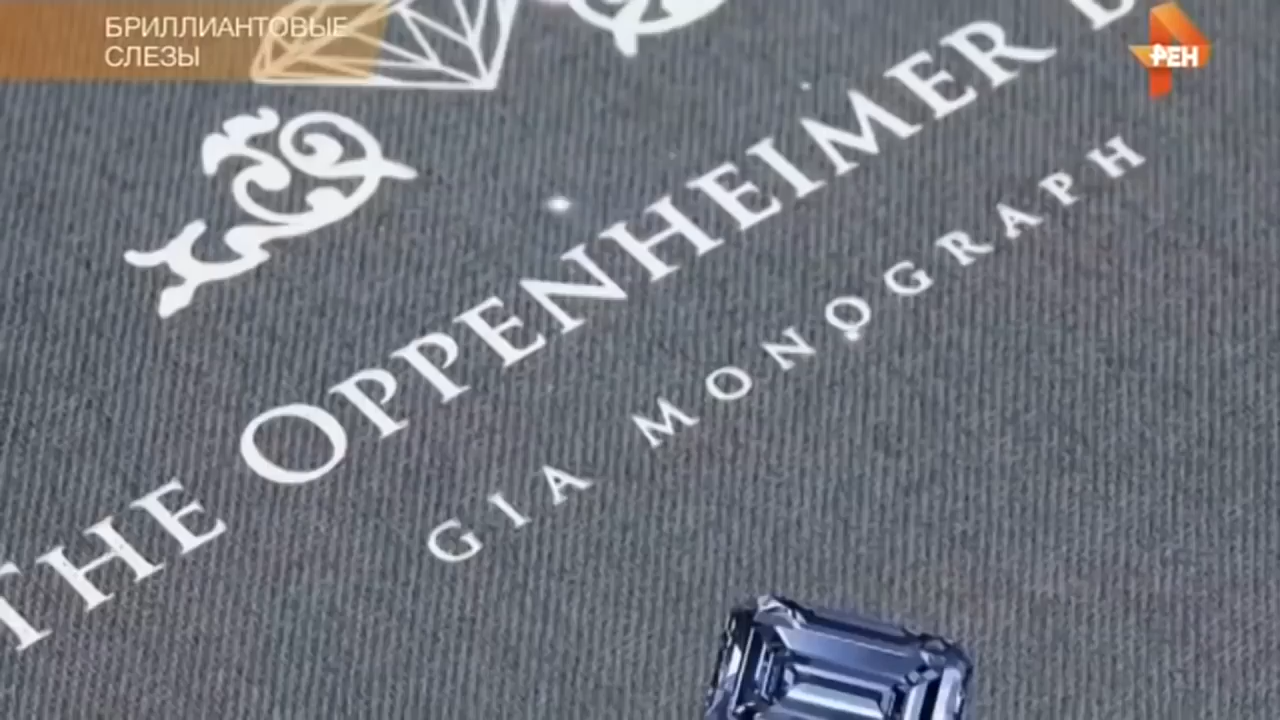 БРИЛЛИАНТОВЫЕ
СЛЕЗЫ
РЕН
THE OPPENHEIMER
GIA MONOGRAPH